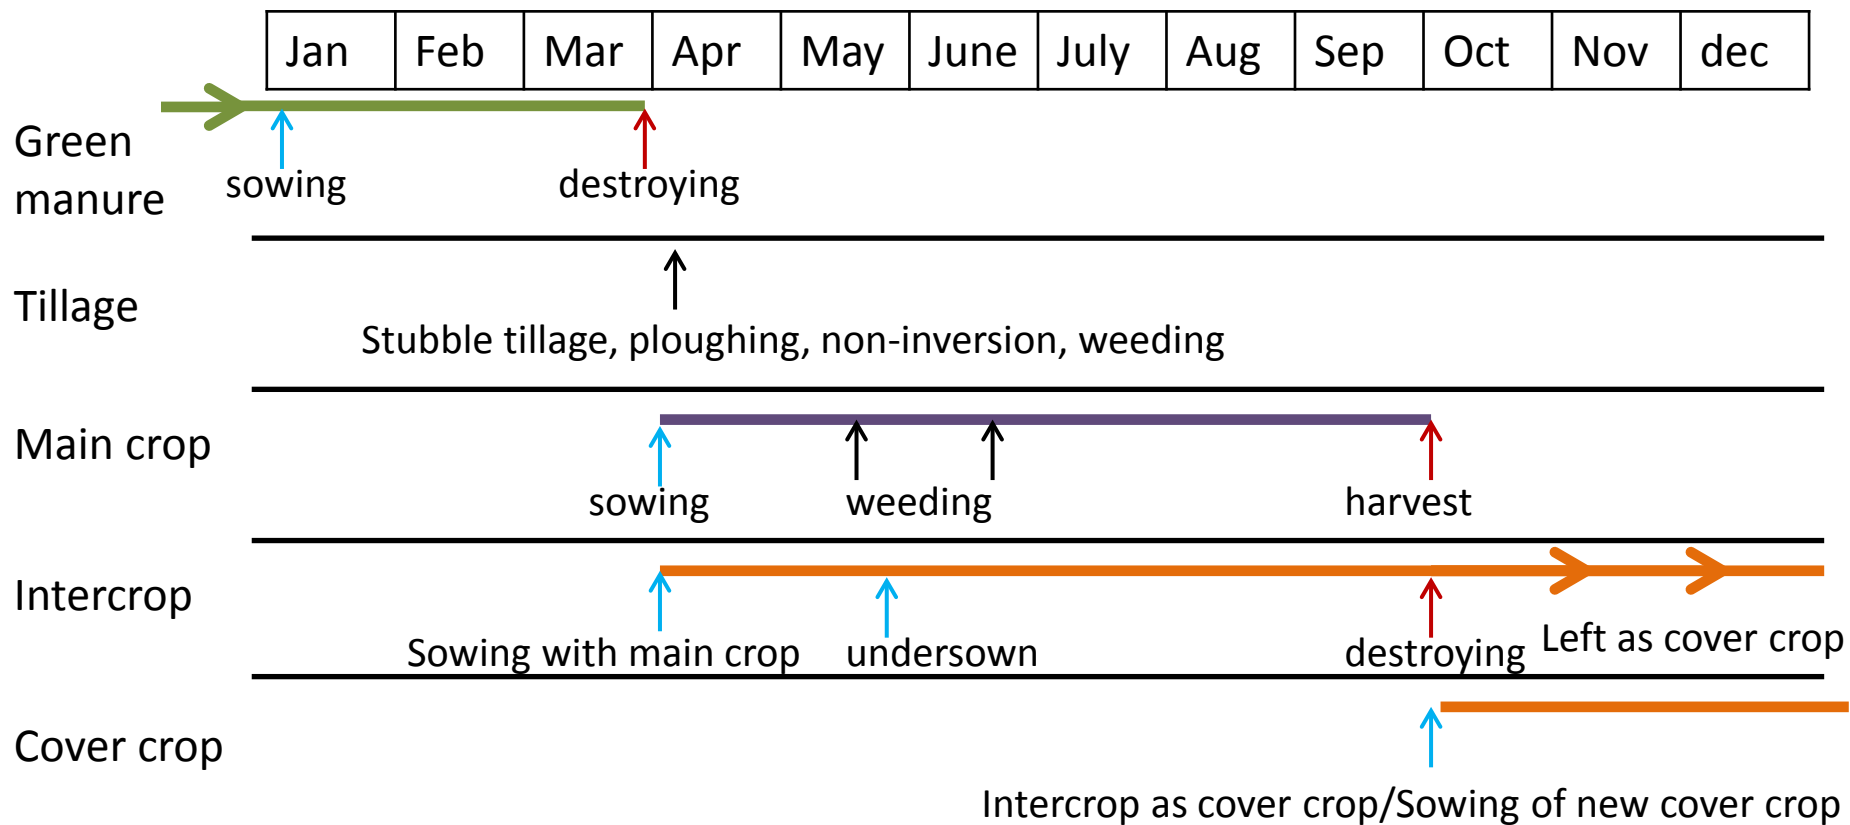 Jan Feb Mar Apr May June July Aug Sep Oct Nov dec
Green
manure
sowing destroying
Tillage
Stubble tillage, ploughing, non-inversion, weeding
Main crop
sowing weeding harvest
Intercrop
Sowing with main crop undersown destroying Left as cover crop
Cover crop
Intercrop as cover crop/Sowing of new cover crop